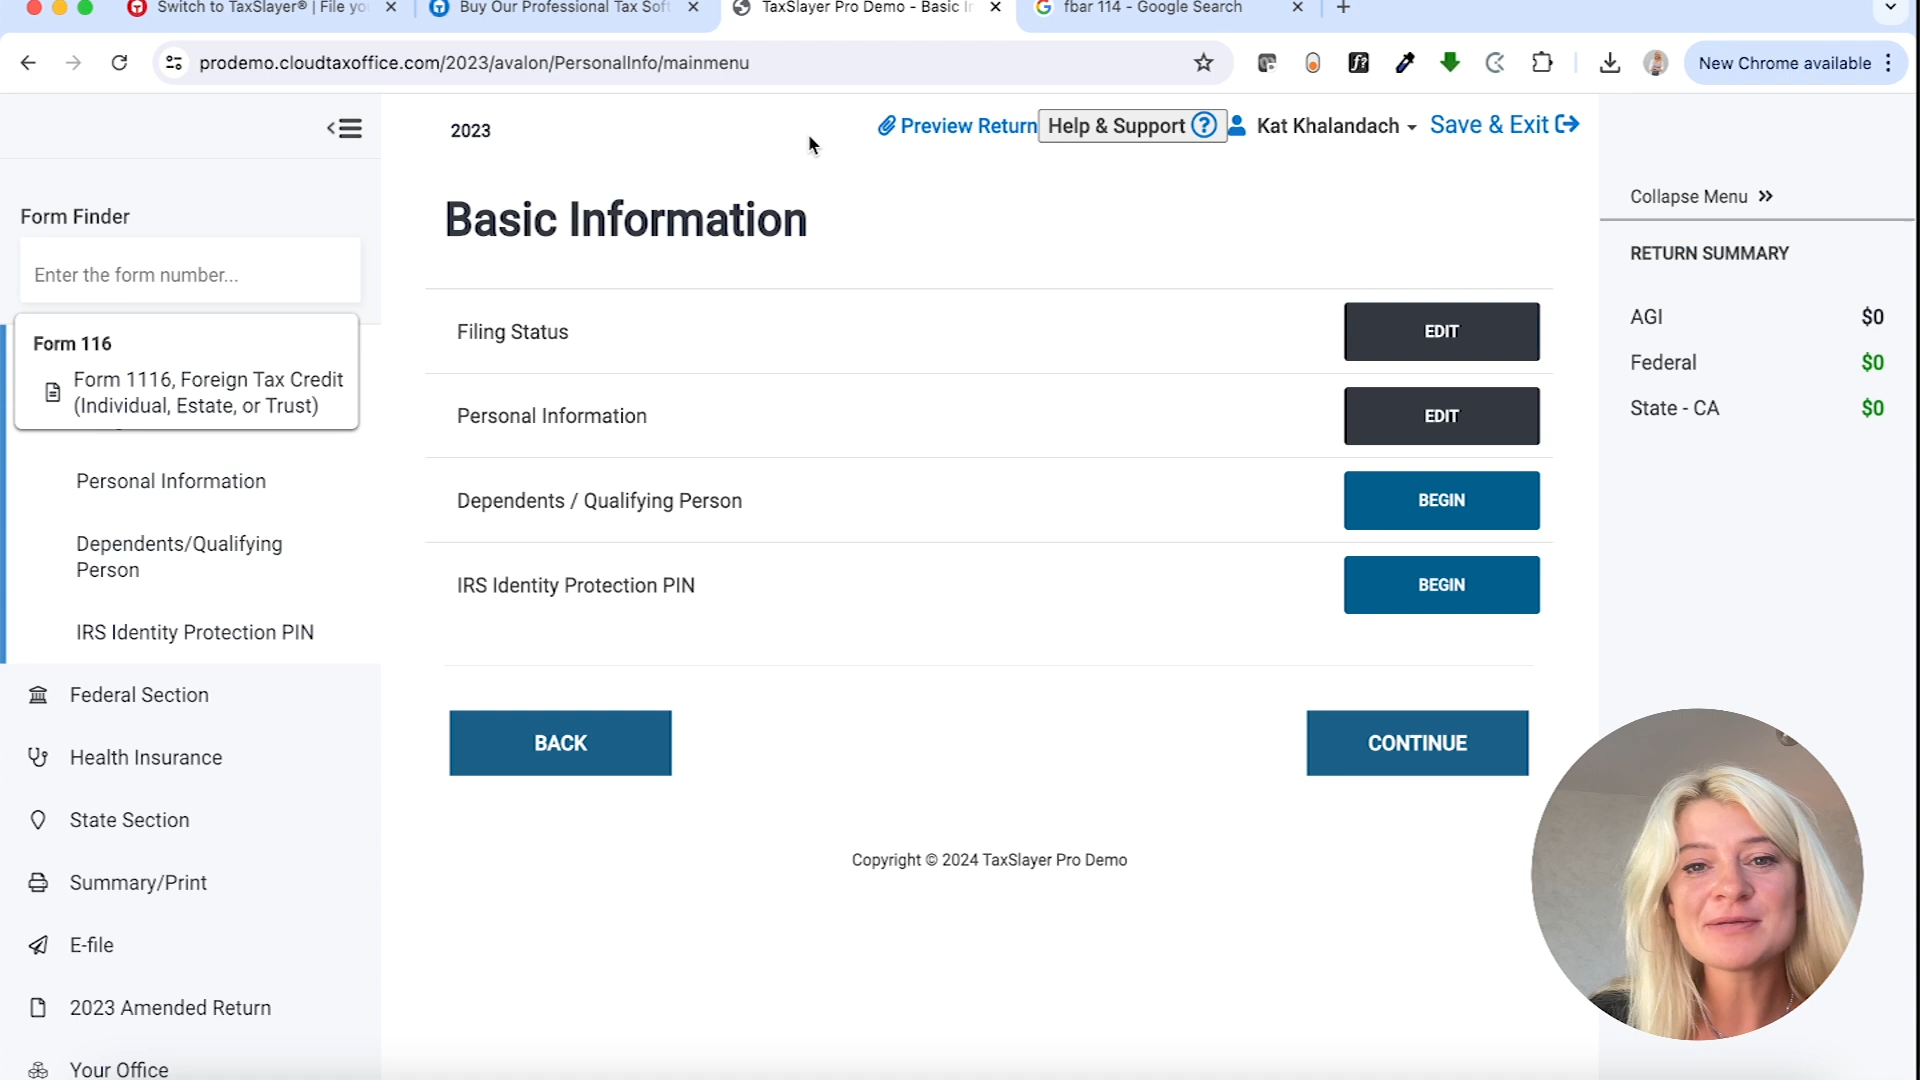 Switch to TaxSlayer® | File yo
Buy Our Professional Tax Soft
TaxSlayer Pro Demo - Basic In
fbar 114 - Google Search
prodemo.cloudtaxoffice.com/2023/avalon/PersonalInfo/mainmenu
New Chrome available
2023
Preview Return
Help & Support ?
Kat Khalandach
Save & Exit
Collapse Menu
Form Finder
Enter the form number...
Form 116
Form 1116, Foreign Tax Credit
(Individual, Estate, or Trust)
Personal Information
Dependents/Qualifying
Person
IRS Identity Protection PIN
Federal Section
Health Insurance
State Section
Summary/Print
E-file
2023 Amended Return
Your Office
Basic Information
Filing Status
EDIT
Personal Information
EDIT
Dependents / Qualifying Person
BEGIN
IRS Identity Protection PIN
BEGIN
BACK
CONTINUE
Copyright © 2024 TaxSlayer Pro Demo
RETURN SUMMARY
AGI $0
Federal $0
State - CA $0